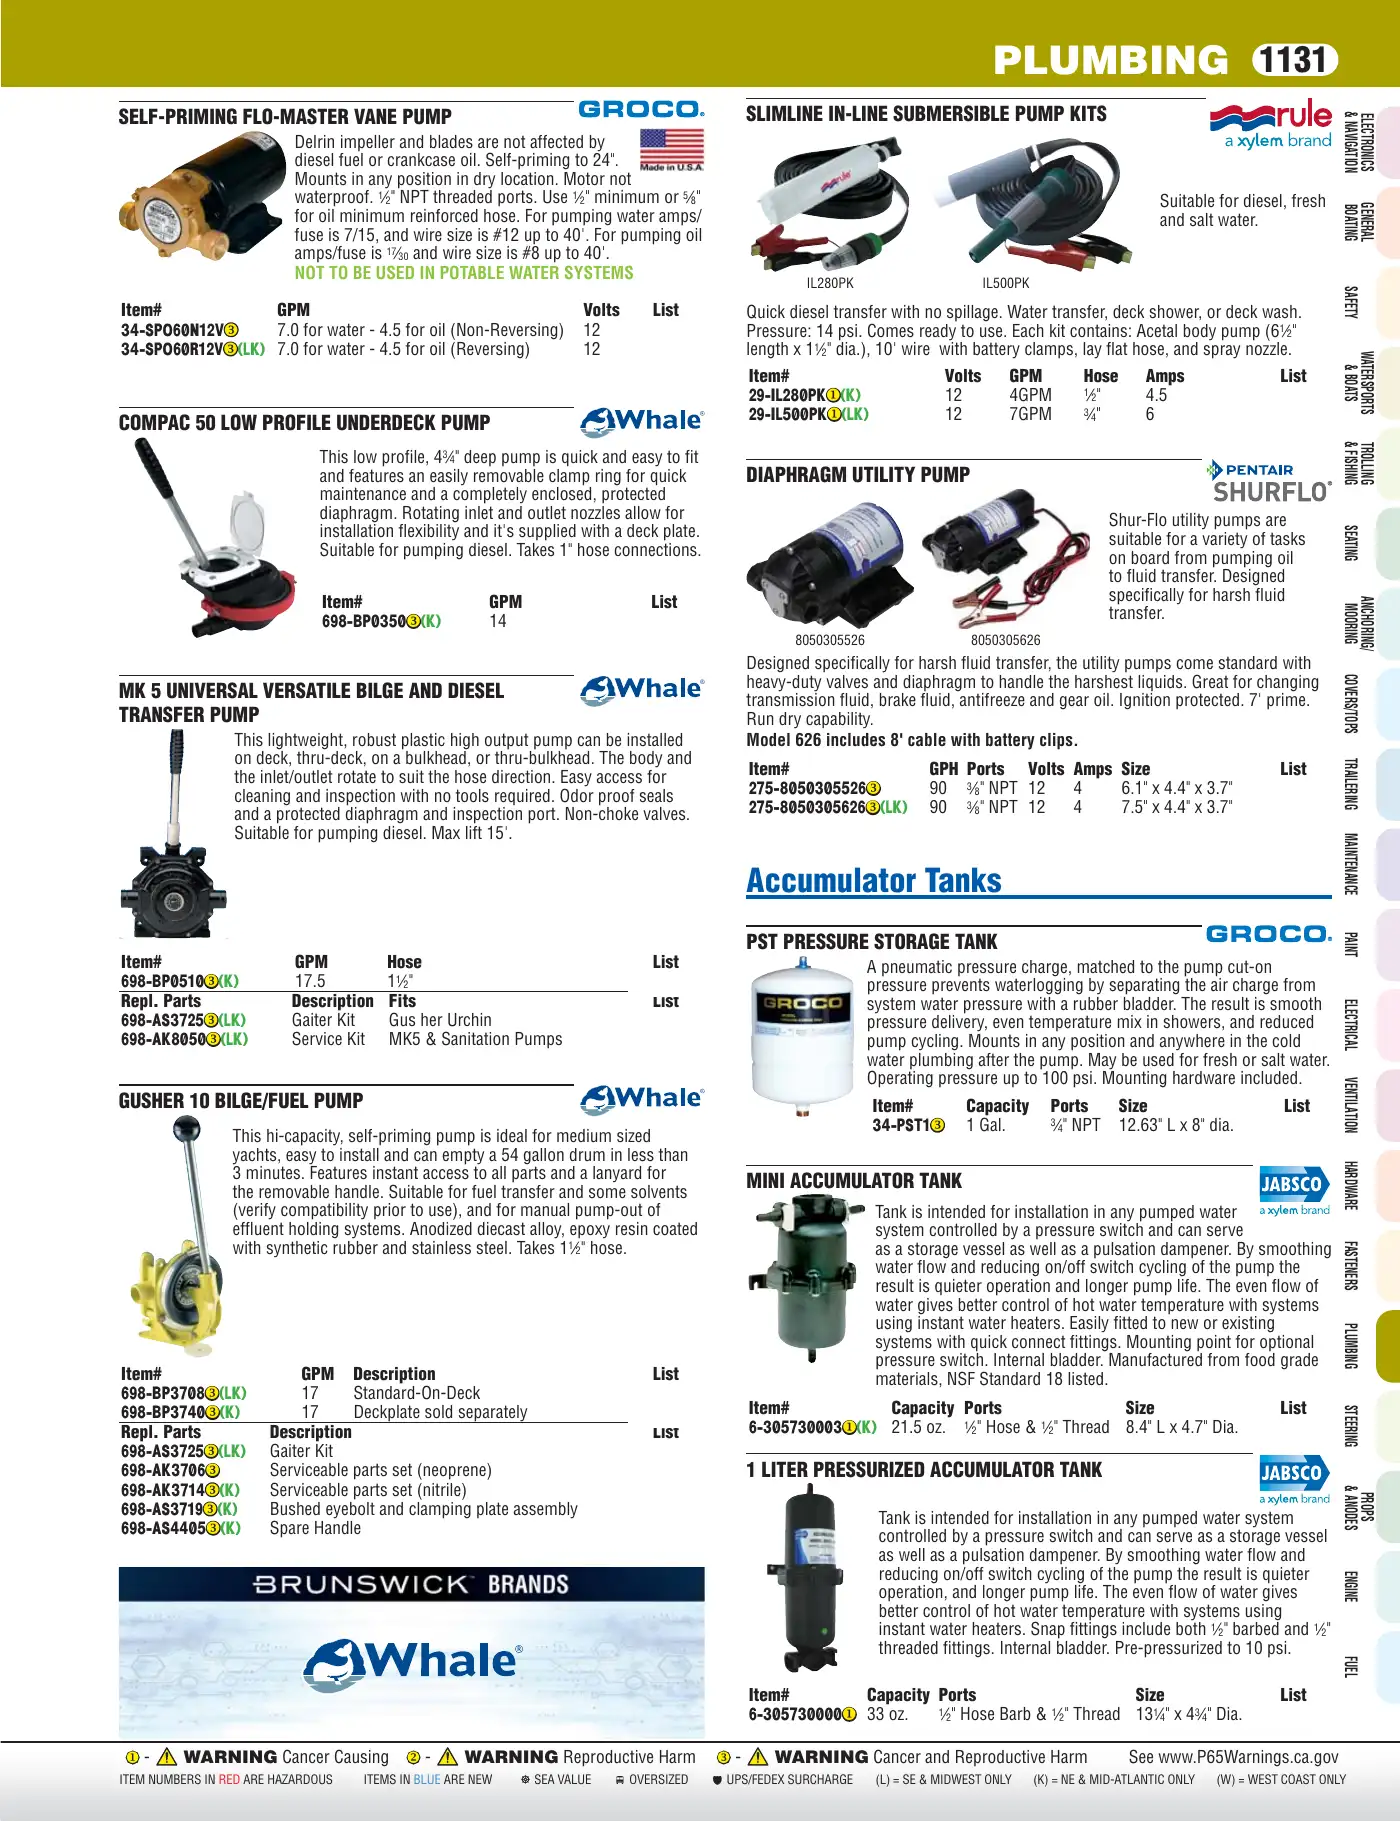 PLUMBING 1131
SELF-PRIMING FLO-MASTER VANE PUMP
GROCO®
Made in U.S.A.
Delrin impeller and blades are not affected by
diesel fuel or crankcase oil. Self-priming to 24".
Mounts in any position in dry location. Motor not
waterproof. ½" NPT threaded ports. Use ½" minimum or ⅝"
for oil minimum reinforced hose. For pumping water amps/
fuse is 7/15, and wire size is #12 up to 40'. For pumping oil
amps/fuse is 17⁄30 and wire size is #8 up to 40'.
NOT TO BE USED IN POTABLE WATER SYSTEMS
Item# GPM Volts List
34-SPO60N12V③ 7.0 for water - 4.5 for oil (Non-Reversing) 12
34-SPO60R12V③(LK) 7.0 for water - 4.5 for oil (Reversing) 12
COMPAC 50 LOW PROFILE UNDERDECK PUMP
Whale®
This low profile, 4¾" deep pump is quick and easy to fit
and features an easily removable clamp ring for quick
maintenance and a completely enclosed, protected
diaphragm. Rotating inlet and outlet nozzles allow for
installation flexibility and it's supplied with a deck plate.
Suitable for pumping diesel. Takes 1" hose connections.
Item# GPM List
698-BP0350③(K) 14
MK 5 UNIVERSAL VERSATILE BILGE AND DIESEL
TRANSFER PUMP
Whale®
This lightweight, robust plastic high output pump can be installed
on deck, thru-deck, on a bulkhead, or thru-bulkhead. The body and
the inlet/outlet rotate to suit the hose direction. Easy access for
cleaning and inspection with no tools required. Odor proof seals
and a protected diaphragm and inspection port. Non-choke valves.
Suitable for pumping diesel. Max lift 15'.
Item# GPM Hose List
698-BP0510③(K) 17.5 1½"
Repl. Parts Description Fits List
698-AS3725③(LK) Gaiter Kit Gus her Urchin
698-AK8050③(LK) Service Kit MK5 & Sanitation Pumps
GUSHER 10 BILGE/FUEL PUMP
Whale®
This hi-capacity, self-priming pump is ideal for medium sized
yachts, easy to install and can empty a 54 gallon drum in less than
3 minutes. Features instant access to all parts and a lanyard for
the removable handle. Suitable for fuel transfer and some solvents
(verify compatibility prior to use), and for manual pump-out of
effluent holding systems. Anodized diecast alloy, epoxy resin coated
with synthetic rubber and stainless steel. Takes 1½" hose.
Item# GPM Description List
698-BP3708③(LK) 17 Standard-On-Deck
698-BP3740③(K) 17 Deckplate sold separately
Repl. Parts Description List
698-AS3725③(LK) Gaiter Kit
698-AK3706③ Serviceable parts set (neoprene)
698-AK3714③(K) Serviceable parts set (nitrile)
698-AS3719③(K) Bushed eyebolt and clamping plate assembly
698-AS4405③(K) Spare Handle
BRUNSWICK™ BRANDS
Whale®
SLIMLINE IN-LINE SUBMERSIBLE PUMP KITS
rule
a xylem brand
rule
Suitable for diesel, fresh
and salt water.
IL280PK IL500PK
Quick diesel transfer with no spillage. Water transfer, deck shower, or deck wash.
Pressure: 14 psi. Comes ready to use. Each kit contains: Acetal body pump (6½"
length x 1½" dia.), 10' wire with battery clamps, lay flat hose, and spray nozzle.
Item# Volts GPM Hose Amps List
29-IL280PK①(K) 12 4GPM ½" 4.5
29-IL500PK①(LK) 12 7GPM ¾" 6
DIAPHRAGM UTILITY PUMP
PENTAIR
SHURFLO®
Shur-Flo utility pumps are
suitable for a variety of tasks
on board from pumping oil
to fluid transfer. Designed
specifically for harsh fluid
transfer.
8050305526 8050305626
Designed specifically for harsh fluid transfer, the utility pumps come standard with
heavy-duty valves and diaphragm to handle the harshest liquids. Great for changing
transmission fluid, brake fluid, antifreeze and gear oil. Ignition protected. 7' prime.
Run dry capability.
Model 626 includes 8' cable with battery clips.
Item# GPH Ports Volts Amps Size List
275-8050305526③ 90 ⅜" NPT 12 4 6.1" x 4.4" x 3.7"
275-8050305626③(LK) 90 ⅜" NPT 12 4 7.5" x 4.4" x 3.7"
Accumulator Tanks
PST PRESSURE STORAGE TANK
GROCO®
GROCO
A pneumatic pressure charge, matched to the pump cut-on
pressure prevents waterlogging by separating the air charge from
system water pressure with a rubber bladder. The result is smooth
pressure delivery, even temperature mix in showers, and reduced
pump cycling. Mounts in any position and anywhere in the cold
water plumbing after the pump. May be used for fresh or salt water.
Operating pressure up to 100 psi. Mounting hardware included.
Item# Capacity Ports Size List
34-PST1③ 1 Gal. ¾" NPT 12.63" L x 8" dia.
MINI ACCUMULATOR TANK
JABSCO
a xylem brand
Tank is intended for installation in any pumped water
system controlled by a pressure switch and can serve
as a storage vessel as well as a pulsation dampener. By smoothing
water flow and reducing on/off switch cycling of the pump the
result is quieter operation and longer pump life. The even flow of
water gives better control of hot water temperature with systems
using instant water heaters. Easily fitted to new or existing
systems with quick connect fittings. Mounting point for optional
pressure switch. Internal bladder. Manufactured from food grade
materials, NSF Standard 18 listed.
Item# Capacity Ports Size List
6-305730003①(K) 21.5 oz. ½" Hose & ½" Thread 8.4" L x 4.7" Dia.
1 LITER PRESSURIZED ACCUMULATOR TANK
JABSCO
a xylem brand
Tank is intended for installation in any pumped water system
controlled by a pressure switch and can serve as a storage vessel
as well as a pulsation dampener. By smoothing water flow and
reducing on/off switch cycling of the pump the result is quieter
operation, and longer pump life. The even flow of water gives
better control of hot water temperature with systems using
instant water heaters. Snap fittings include both ½" barbed and ½"
threaded fittings. Internal bladder. Pre-pressurized to 10 psi.
Item# Capacity Ports Size List
6-305730000① 33 oz. ½" Hose Barb & ½" Thread 13¼" x 4¾" Dia.
ELECTRONICS
& NAVIGATION
GENERAL
BOATING
SAFETY
WATERSPORTS
& BOATS
TROLLING
& FISHING
SEATING
ANCHORING/
MOORING
COVERS/TOPS
TRAILERING
MAINTENANCE
PAINT
ELECTRICAL
VENTILATION
HARDWARE
FASTENERS
PLUMBING
STEERING
PROPS
& ANODES
ENGINE
FUEL
① - ⚠ WARNING Cancer Causing ② - ⚠ WARNING Reproductive Harm ③ - ⚠ WARNING Cancer and Reproductive Harm See www.P65Warnings.ca.gov
ITEM NUMBERS IN RED ARE HAZARDOUS ITEMS IN BLUE ARE NEW SEA VALUE OVERSIZED UPS/FEDEX SURCHARGE (L) = SE & MIDWEST ONLY (K) = NE & MID-ATLANTIC ONLY (W) = WEST COAST ONLY